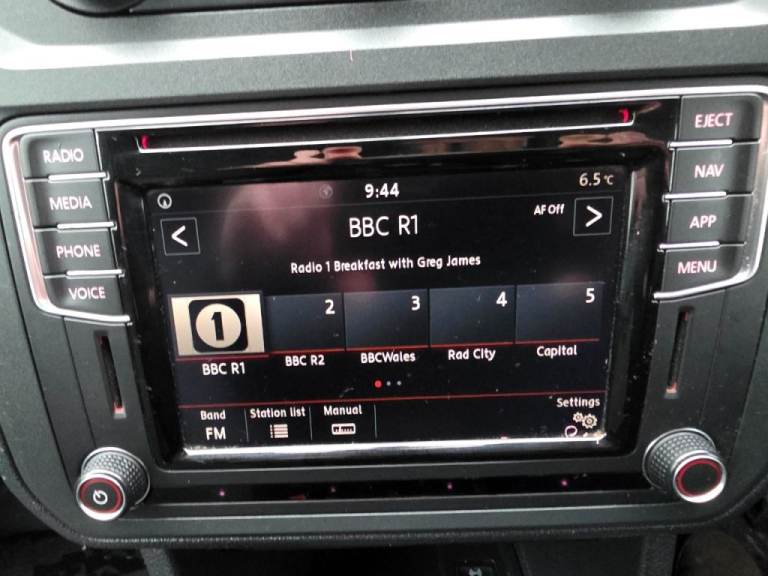 RADIO
MEDIA
PHONE
VOICE
EJECT
NAV
APP
MENU
9:44
6.5°C
BBC R1
AF Off
Radio 1 Breakfast with Greg James
1
2
3
4
5
BBC R1
BBC R2
BBCWales
Rad City
Capital
Band
FM
Station list
Manual
Settings